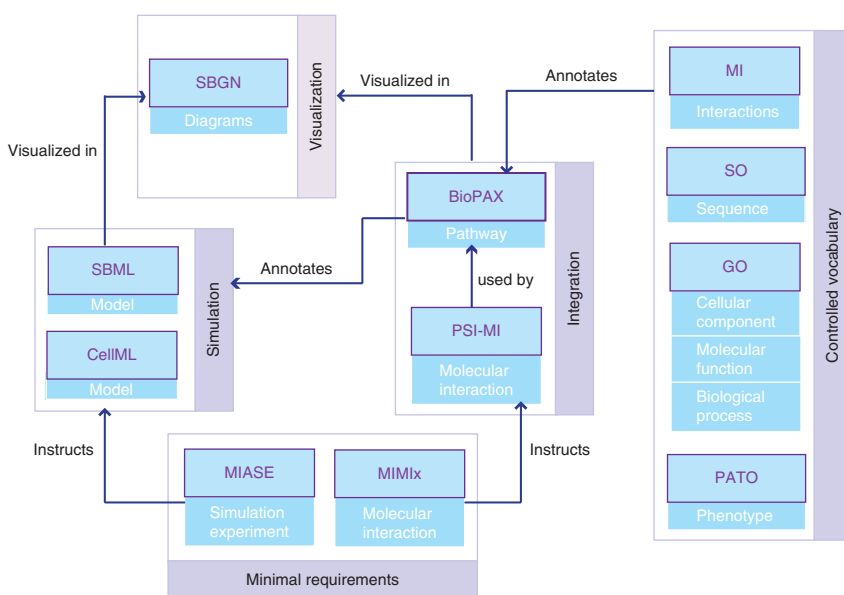 SBGN
Diagrams
Visualization
Visualized in
Annotates
MI
Interactions
SO
Sequence
GO
Cellular
component
Molecular
function
Biological
process
PATO
Phenotype
Controlled vocabulary
Visualized in
BioPAX
Pathway
used by
PSI-MI
Molecular
interaction
Integration
Annotates
SBML
Model
CellML
Model
Simulation
Instructs
Instructs
MIASE
Simulation
experiment
MIMIx
Molecular
interaction
Minimal requirements